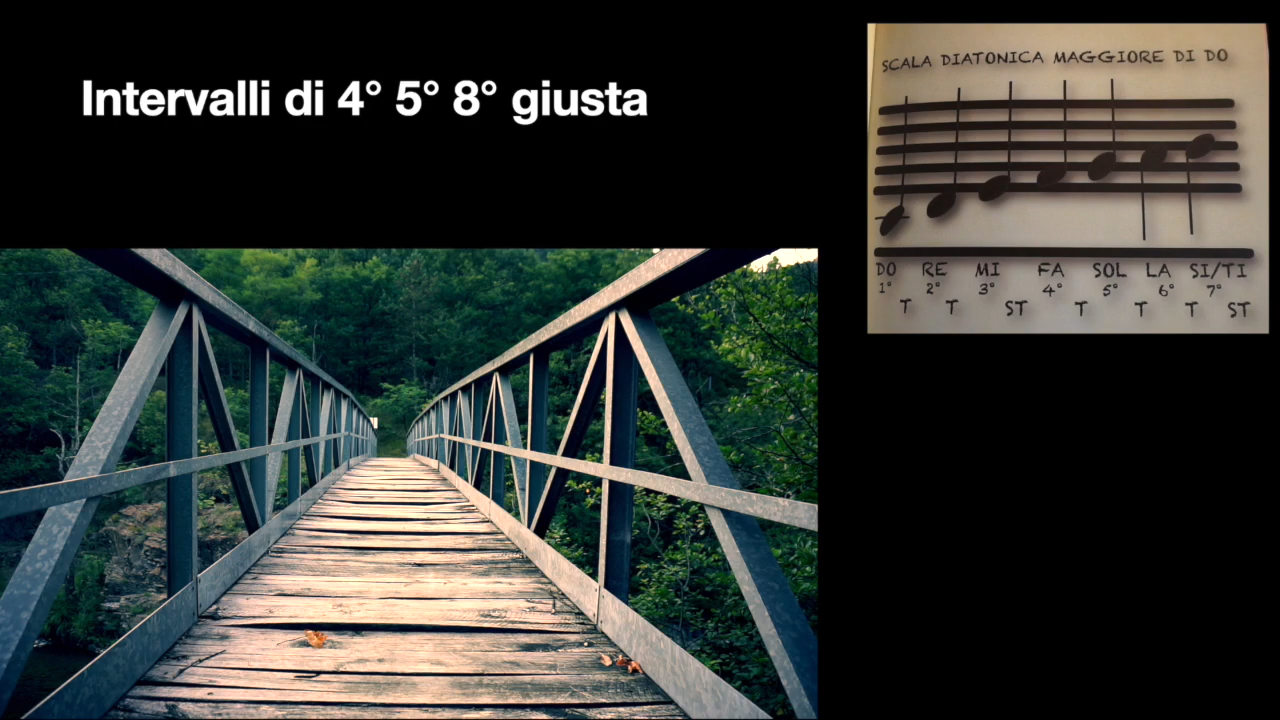 Intervalli di 4° 5° 8° giusta
SCALA DIATONICA MAGGIORE DI DO
DO RE MI FA SOL LA SI/TI
1° 2° 3° 4° 5° 6° 7°
T T ST T T T ST